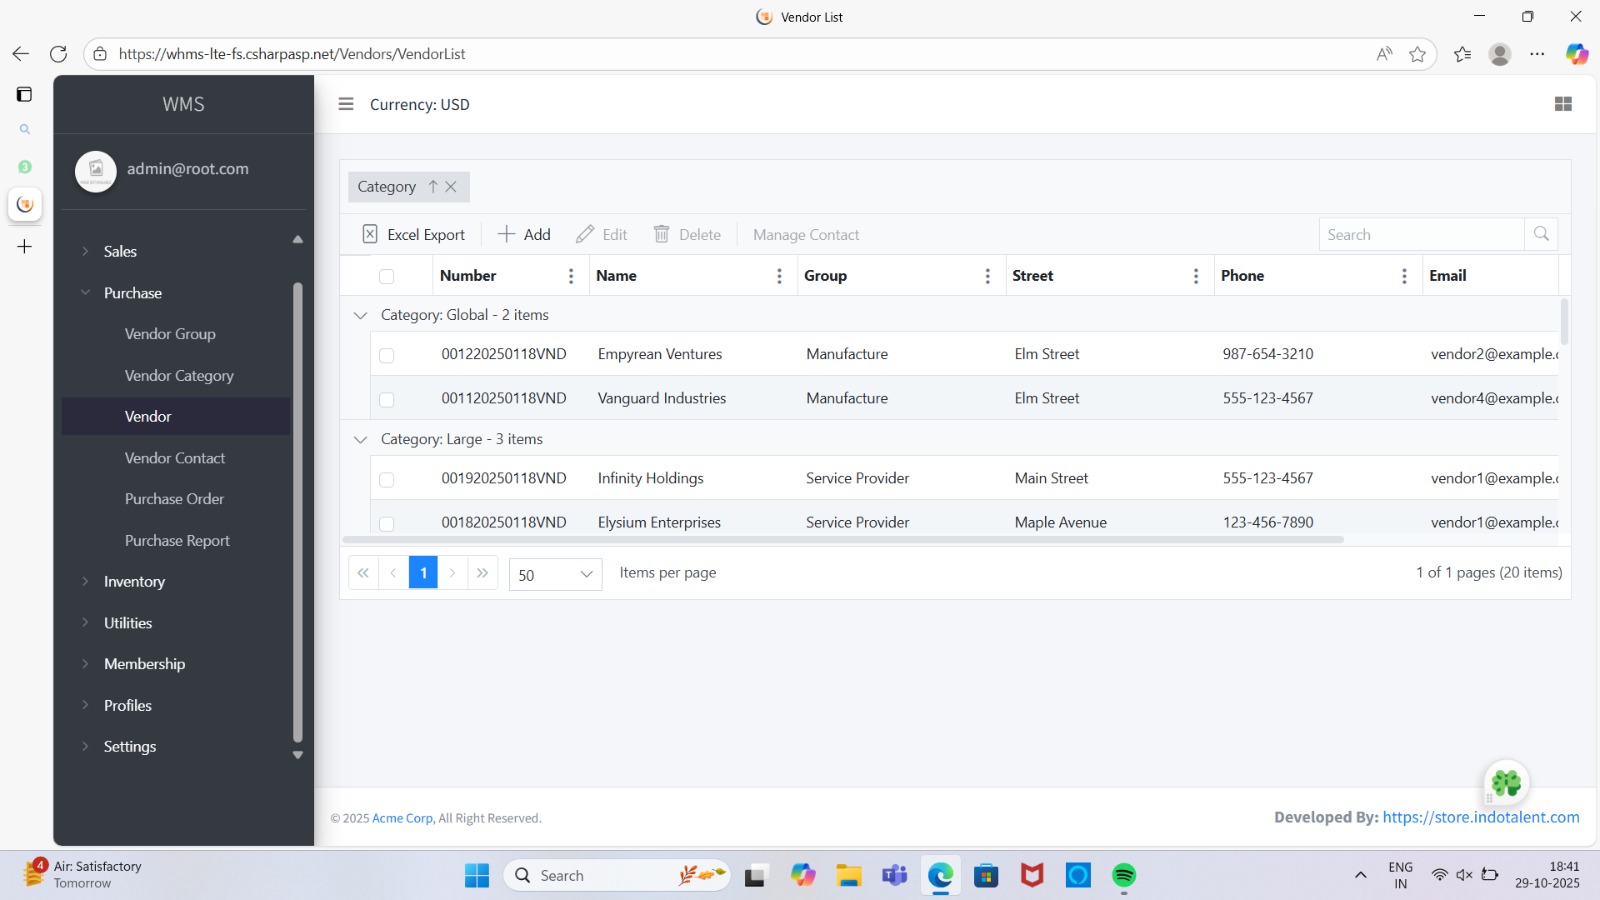 Vendor List
https://whms-lte-fs.csharpasp.net/Vendors/VendorList
WMS
Currency: USD
admin@root.com
Sales
Purchase
Vendor Group
Vendor Category
Vendor
Vendor Contact
Purchase Order
Purchase Report
Inventory
Utilities
Membership
Profiles
Settings
Category
Excel Export Add Edit Delete Manage Contact Search
Number Name Group Street Phone Email
Category: Global - 2 items
001220250118VND Empyrean Ventures Manufacture Elm Street 987-654-3210 vendor2@example.c
001120250118VND Vanguard Industries Manufacture Elm Street 555-123-4567 vendor4@example.c
Category: Large - 3 items
001920250118VND Infinity Holdings Service Provider Main Street 555-123-4567 vendor1@example.c
001820250118VND Elysium Enterprises Service Provider Maple Avenue 123-456-7890 vendor1@example.c
1 50 Items per page 1 of 1 pages (20 items)
© 2025 Acme Corp, All Right Reserved. Developed By: https://store.indotalent.com
3
4
Air: Satisfactory
Tomorrow
Search
ENG
IN
18:41
29-10-2025